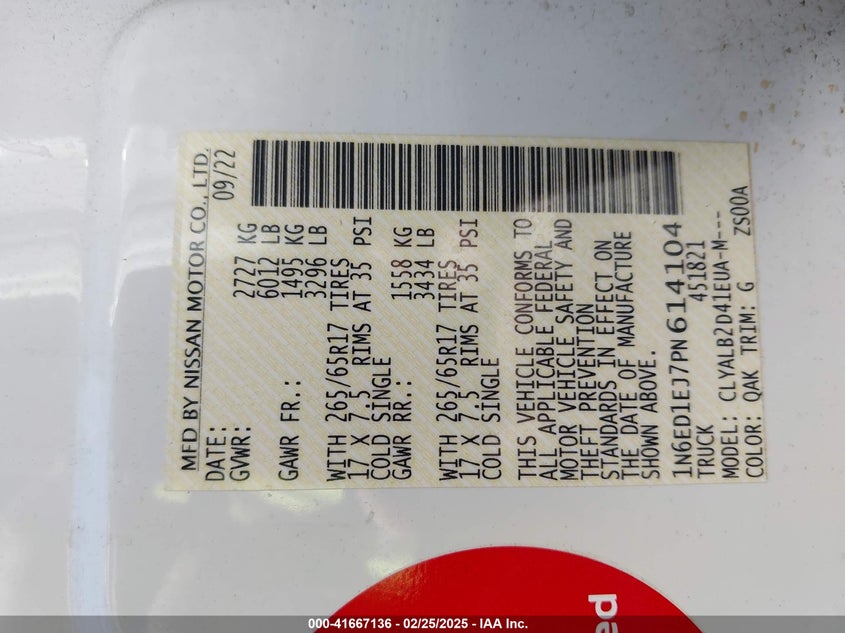 MFD BY NISSAN MOTOR CO., LTD.
DATE: 09/22
GVWR: 2727 KG
6012 LB
GAWR FR.: 1495 KG
3296 LB
WITH 265/65R17 TIRES
17 X 7.5 RIMS AT 35 PSI
COLD SINGLE
GAWR RR.: 1558 KG
3434 LB
WITH 265/65R17 TIRES
17 X 7.5 RIMS AT 35 PSI
COLD SINGLE
THIS VEHICLE CONFORMS TO
ALL APPLICABLE FEDERAL
MOTOR VEHICLE SAFETY AND
THEFT PREVENTION
STANDARDS IN EFFECT ON
THE DATE OF MANUFACTURE
SHOWN ABOVE.
1N6ED1EJ7PN614104
TRUCK 451821
MODEL: CLYALB2D41EUA-M---
COLOR: QAK TRIM: G ZS00A
000-41667136 - 02/25/2025 - IAA Inc.